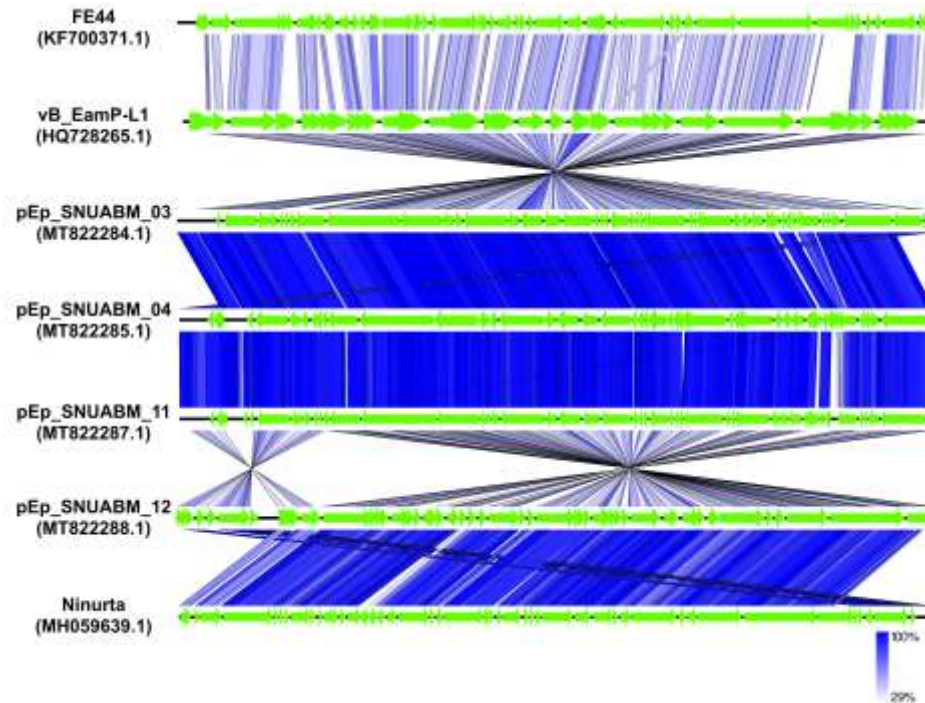 FE44
(KF700371.1)
vB_EamP-L1
(HQ728265.1)
pEp_SNUABM_03
(MT822284.1)
pEp_SNUABM_04
(MT822285.1)
pEp_SNUABM_11
(MT822287.1)
pEp_SNUABM_12
(MT822288.1)
Ninurta
(MH059639.1)
100%
29%